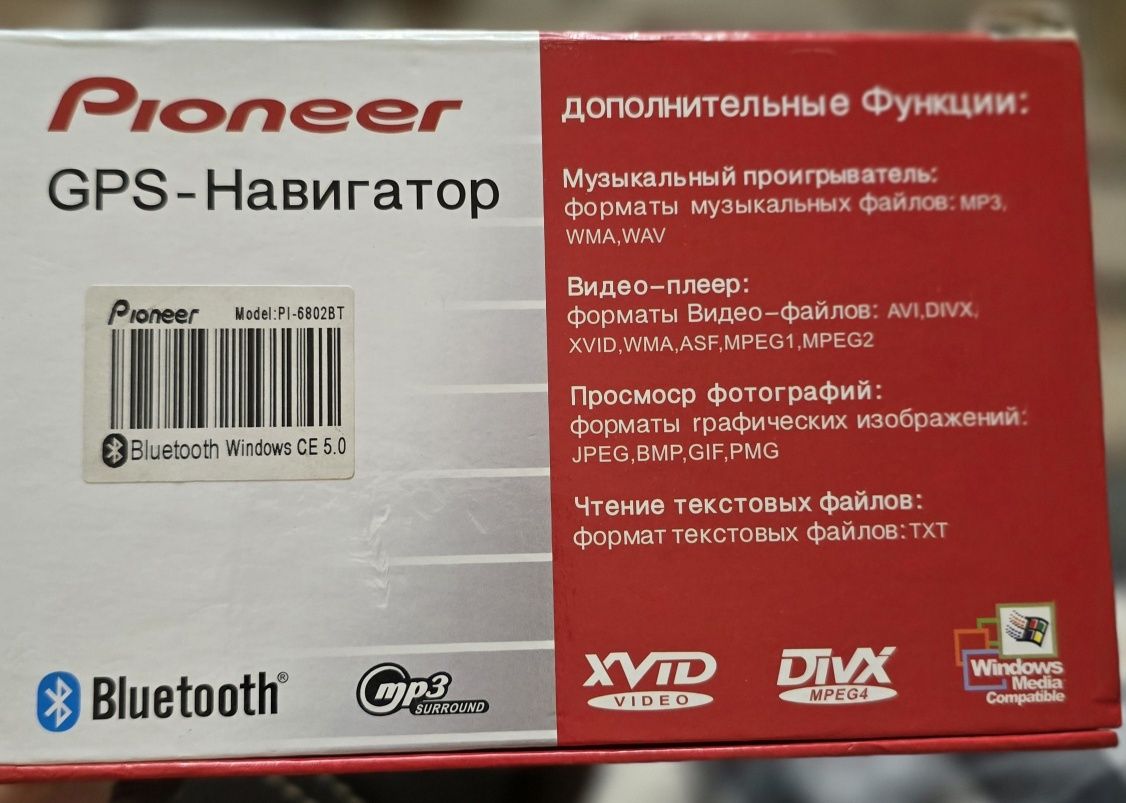 Pioneer
GPS-Навигатор
Pioneer Model:PI-6802BT
Bluetooth Windows CE 5.0
Bluetooth®
mp3 SURROUND
дополнительные Функции:
Музыкальный проигрыватель:
форматы музыкальных файлов: MP3,
WMA,WAV
Видео-плеер:
форматы Видео-файлов: AVI,DIVX,
XVID,WMA,ASF,MPEG1,MPEG2
Просмоср фотографий:
форматы графических изображений:
JPEG,BMP,GIF,PMG
Чтение текстовых файлов:
формат текстовых файлов:TXT
XVID
VIDEO
DIVX
MPEG4
Windows
Media
Compatible